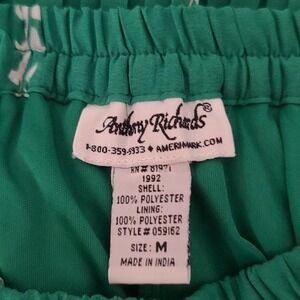 Anthony Richards®
1-800-359-5933 ◆ AMERIMARK.COM
RN# 81971
1992
SHELL:
100% POLYESTER
LINING:
100% POLYESTER
STYLE# 059162
SIZE: M
MADE IN INDIA